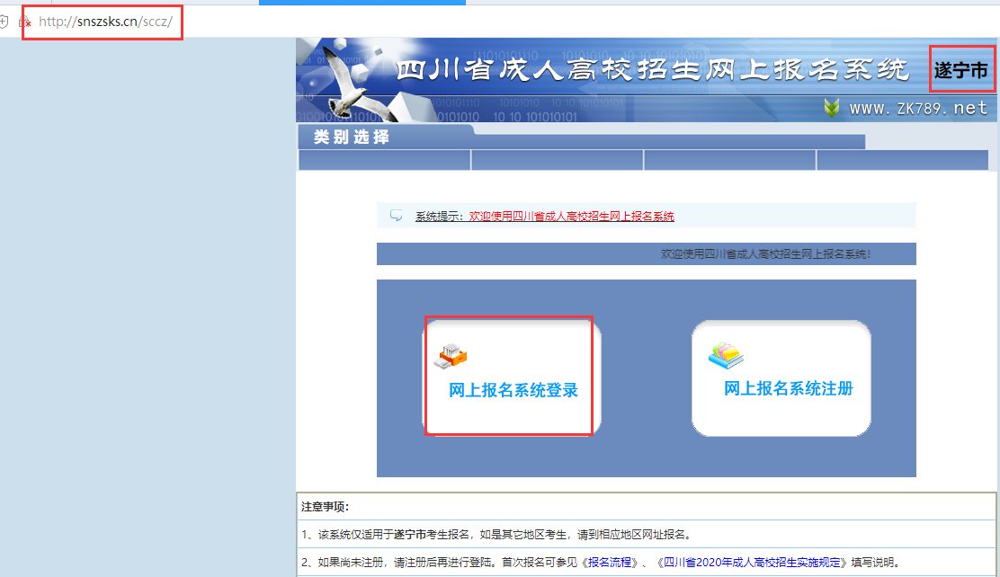 http://snszsks.cn/sccz/
四川省成人高校招生网上报名系统 遂宁市
www.ZK789.net
类别选择
系统提示：欢迎使用四川省成人高校招生网上报名系统
欢迎使用四川省成人高校招生网上报名系统!
网上报名系统登录 网上报名系统注册
注意事项：
1、该系统仅适用于遂宁市考生报名，如是其它地区考生，请到相应地区网址报名。
2、如果尚未注册，请注册后再进行登陆。首次报名可参见《报名流程》、《四川省2020年成人高校招生实施规定》填写说明。